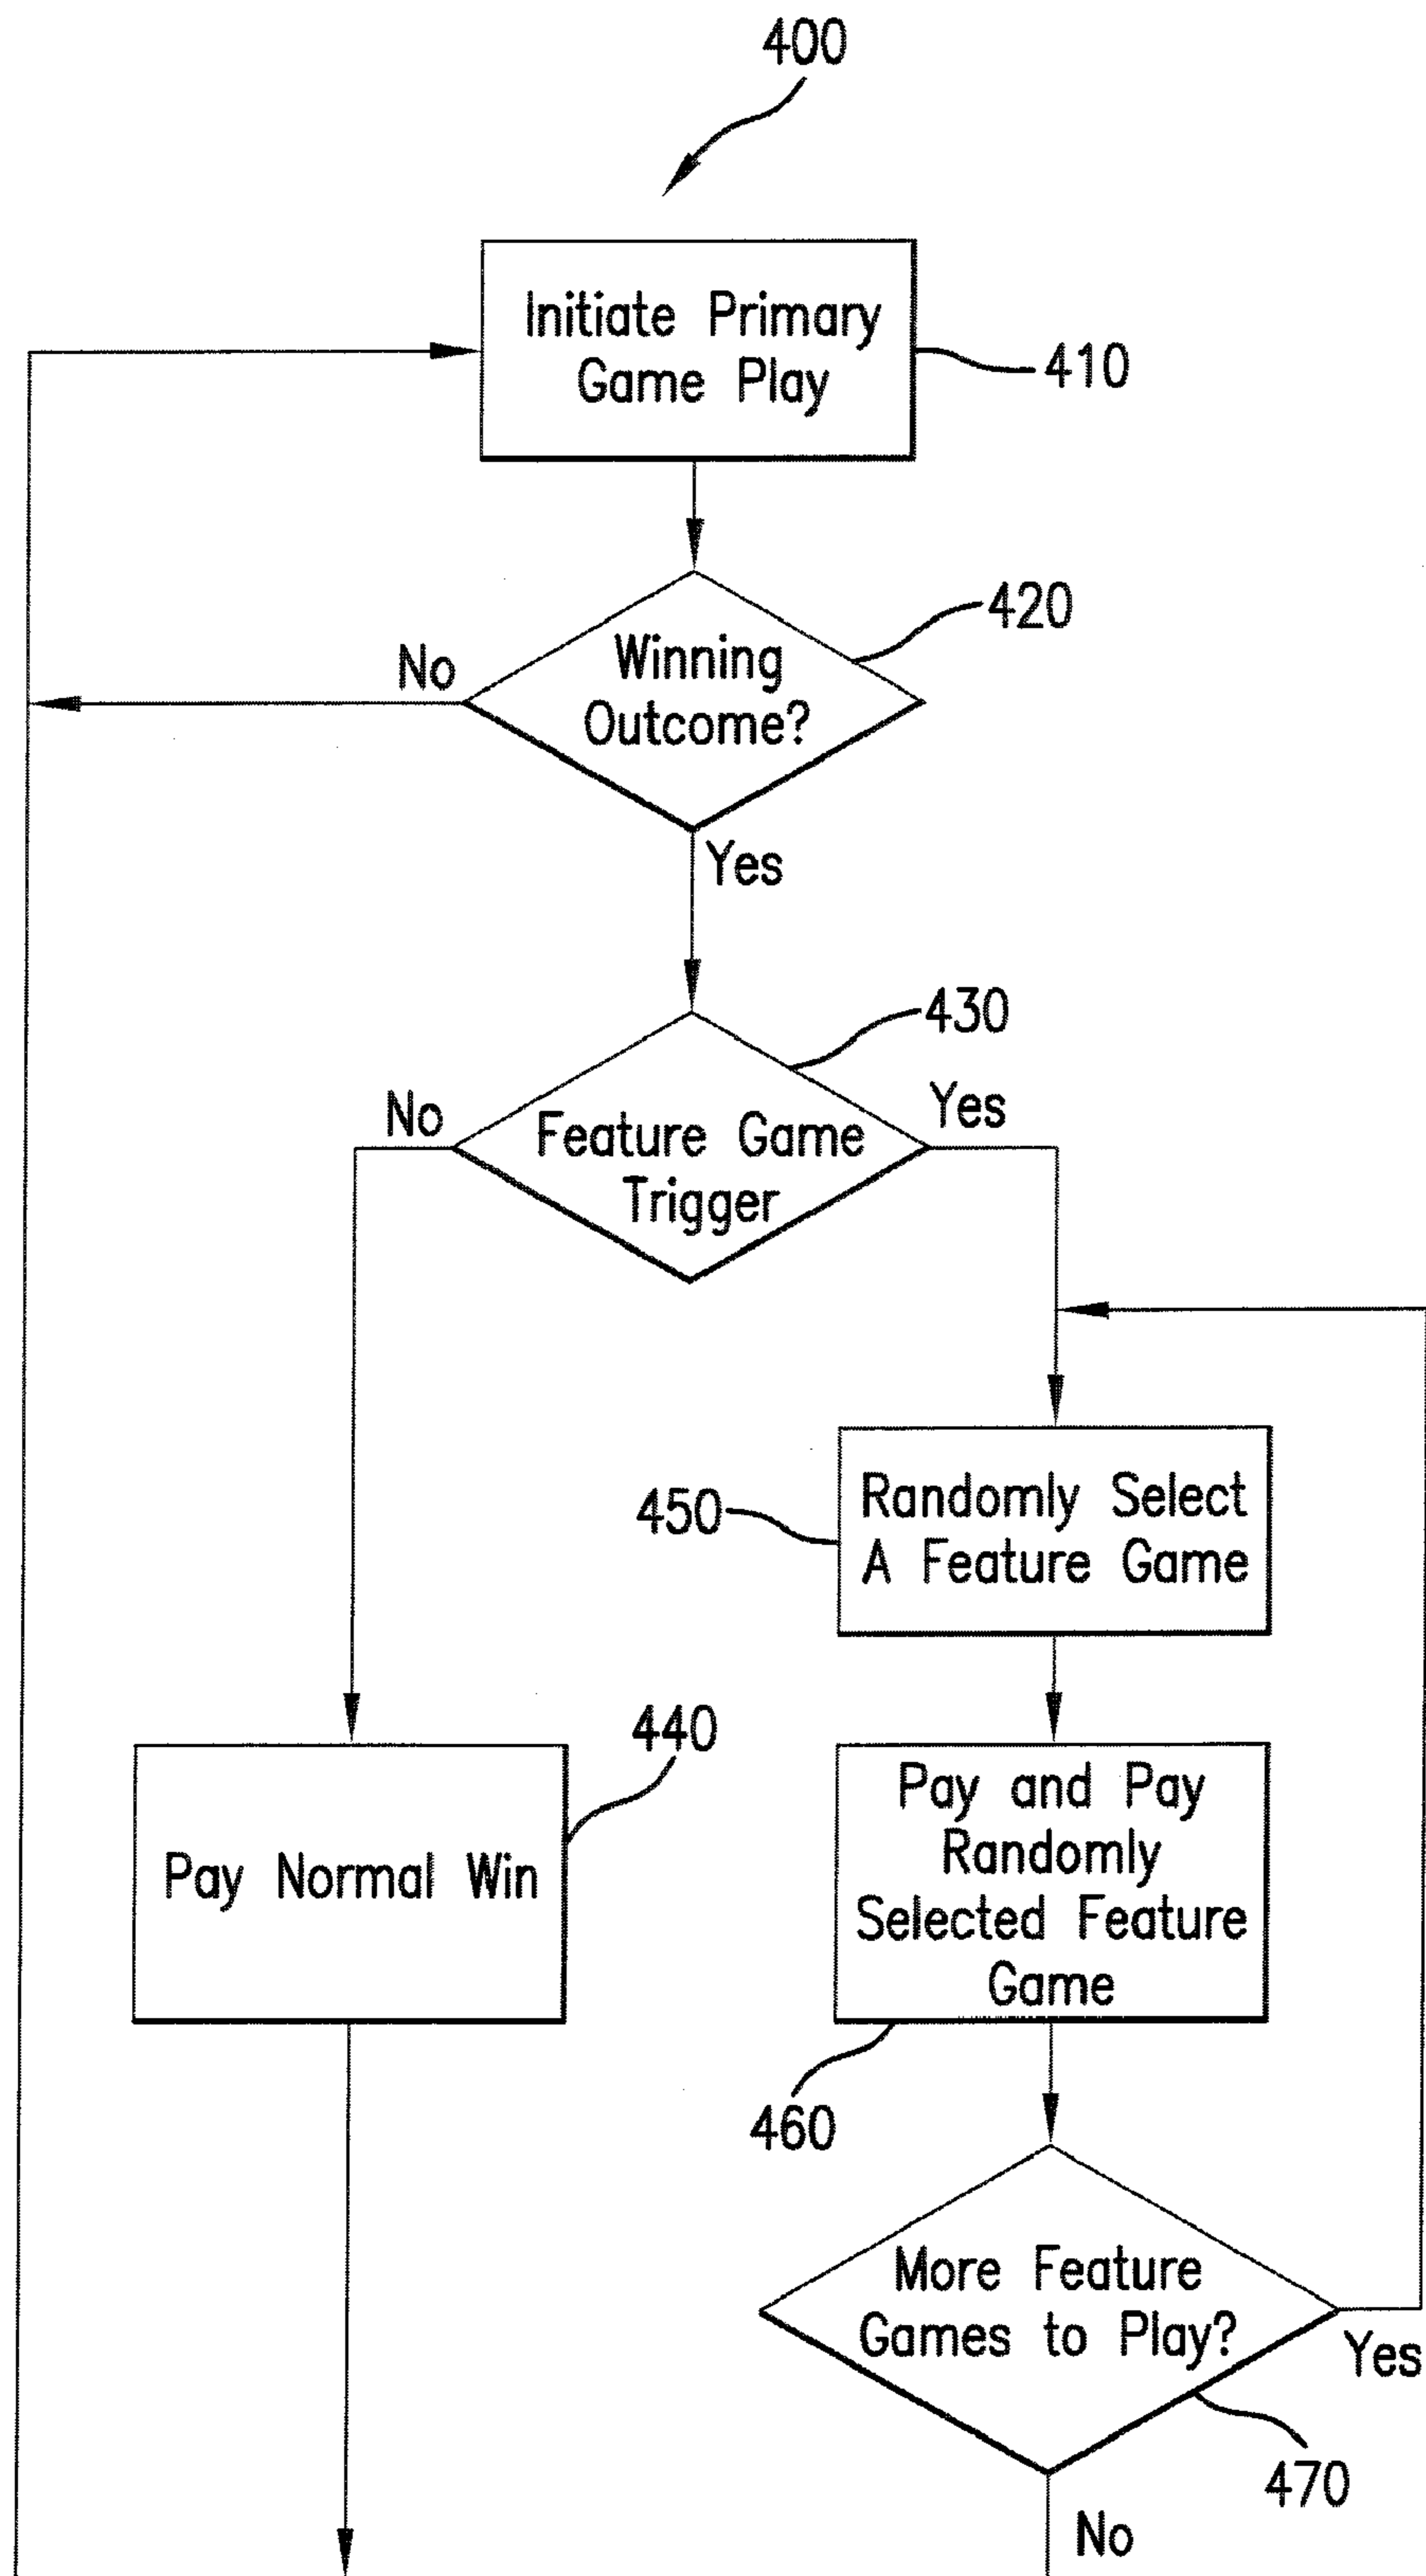 400
Initiate Primary
Game Play
410
420
No
Winning
Outcome?
Yes
430
No
Yes
Feature Game
Trigger
450
Randomly Select
A Feature Game
440
Pay Normal Win
Pay and Pay
Randomly
Selected Feature
Game
460
More Feature
Games to Play?
Yes
470
No